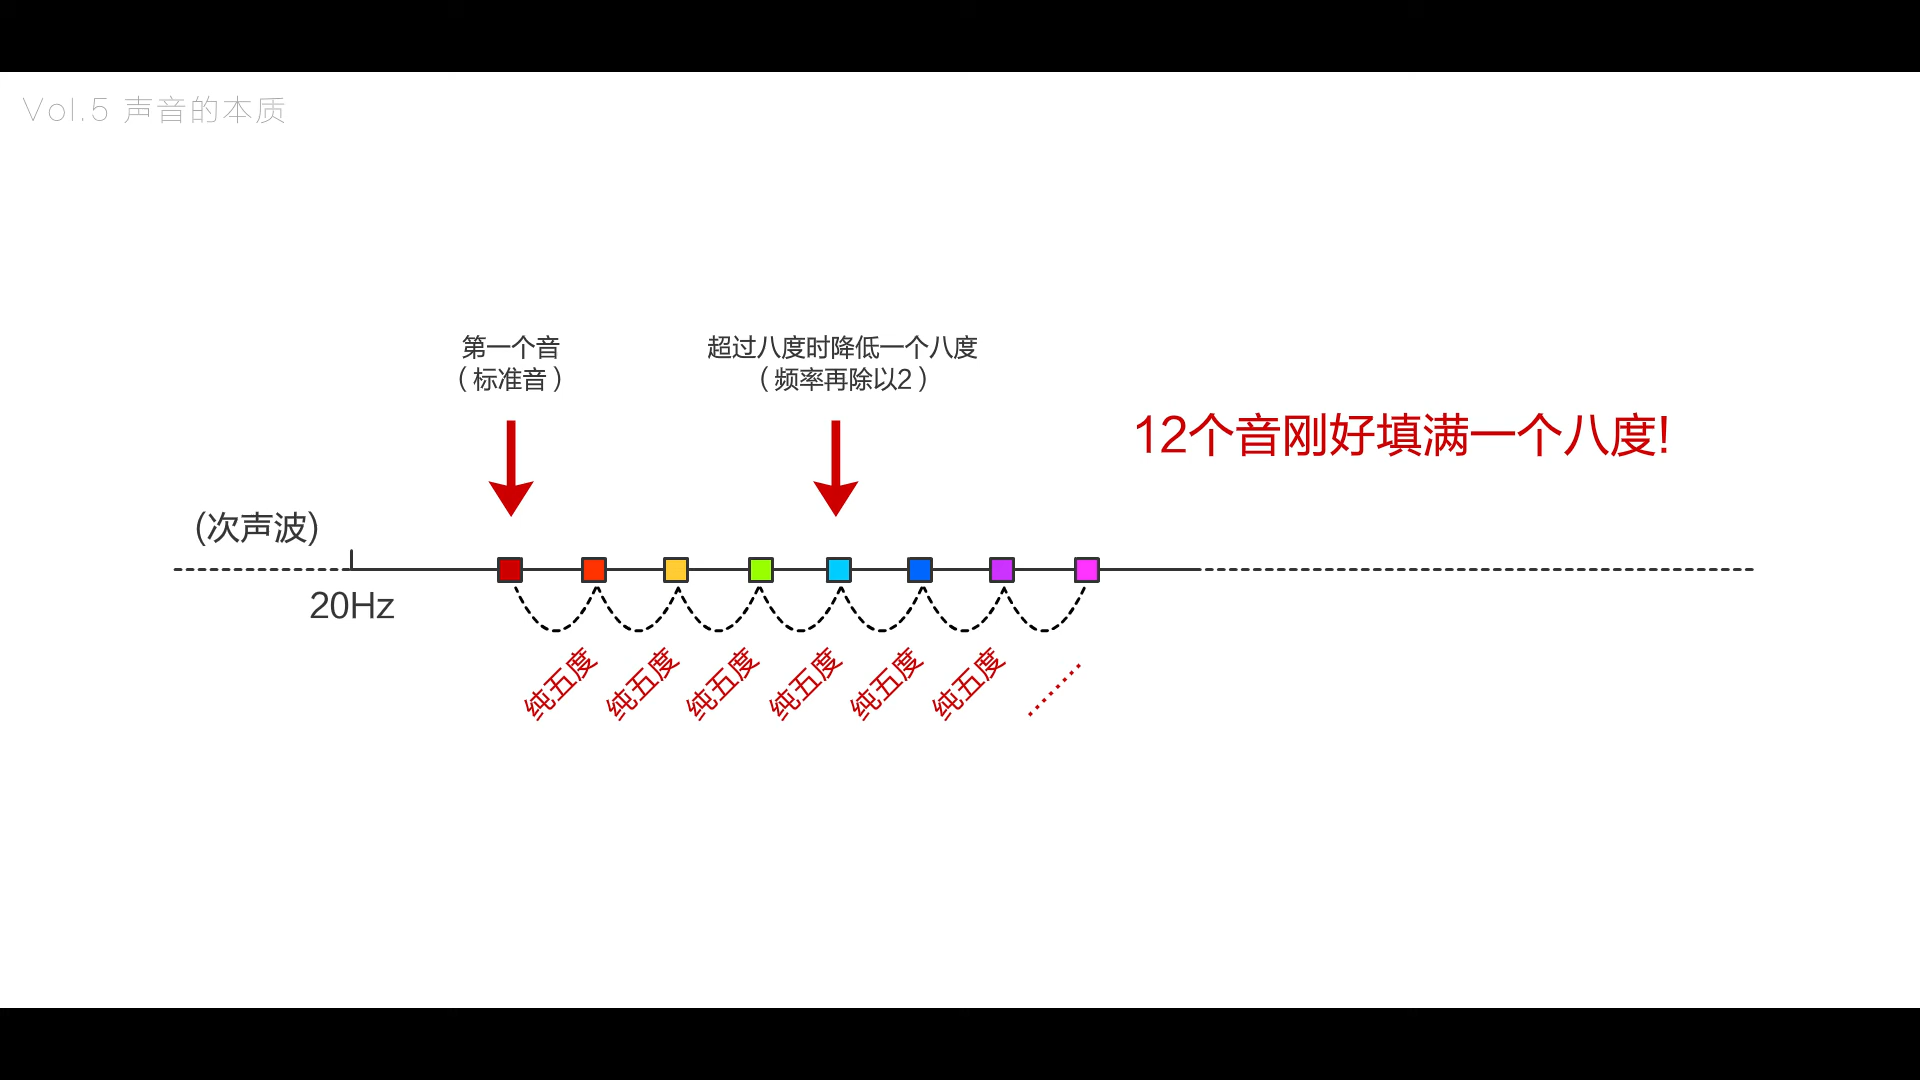 Vol.5 声音的本质
第一个音
（标准音）
超过八度时降低一个八度
（频率再除以2）
12个音刚好填满一个八度!
(次声波)
20Hz
纯五度
纯五度
纯五度
纯五度
纯五度
纯五度
········